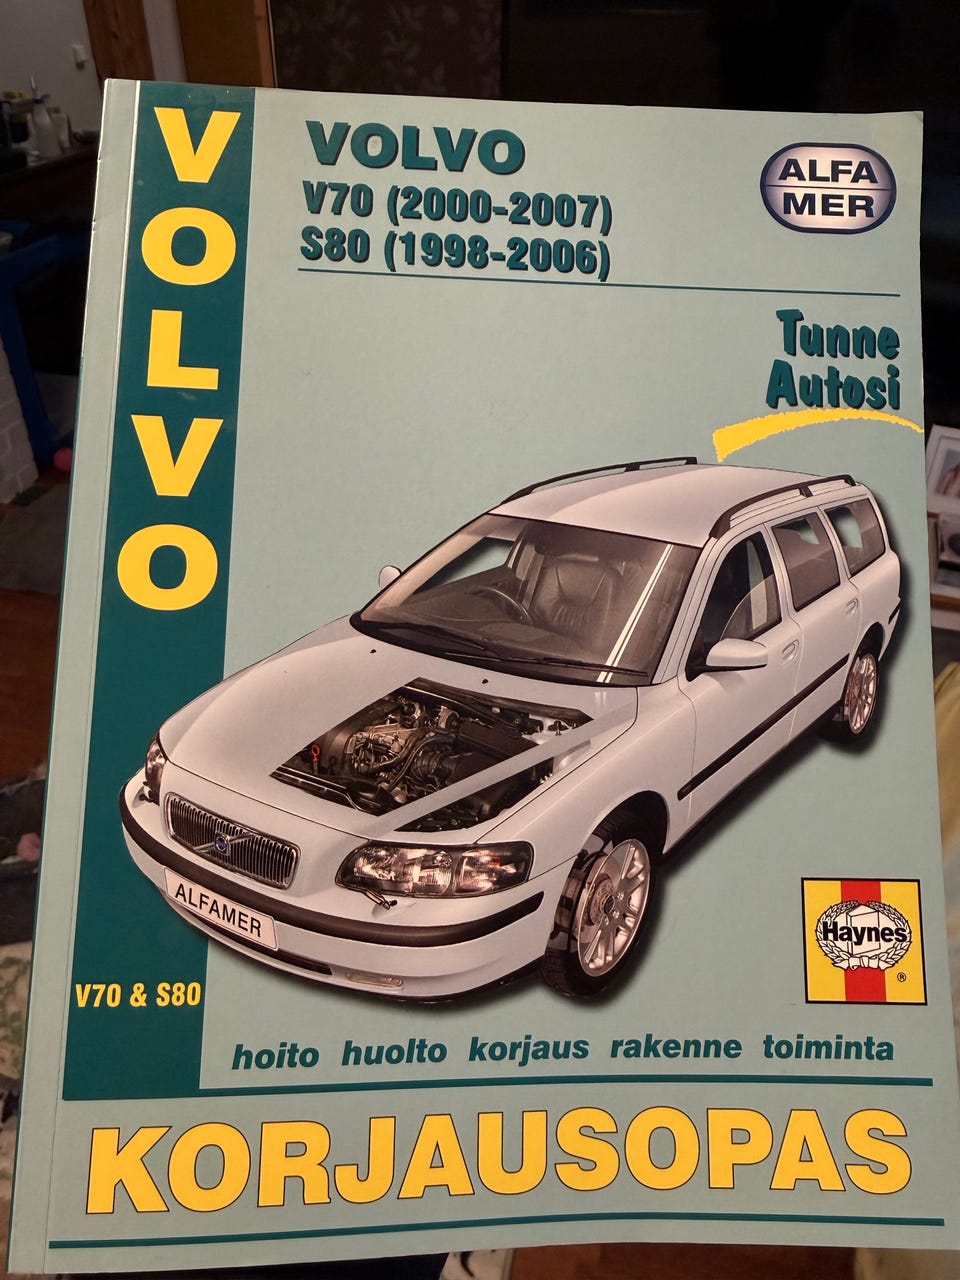 VOLVO
VOLVO
V70 (2000-2007)
S80 (1998-2006)
ALFA
MER
Tunne
Autosi
ALFAMER
Haynes
®
V70 & S80
hoito huolto korjaus rakenne toiminta
KORJAUSOPAS